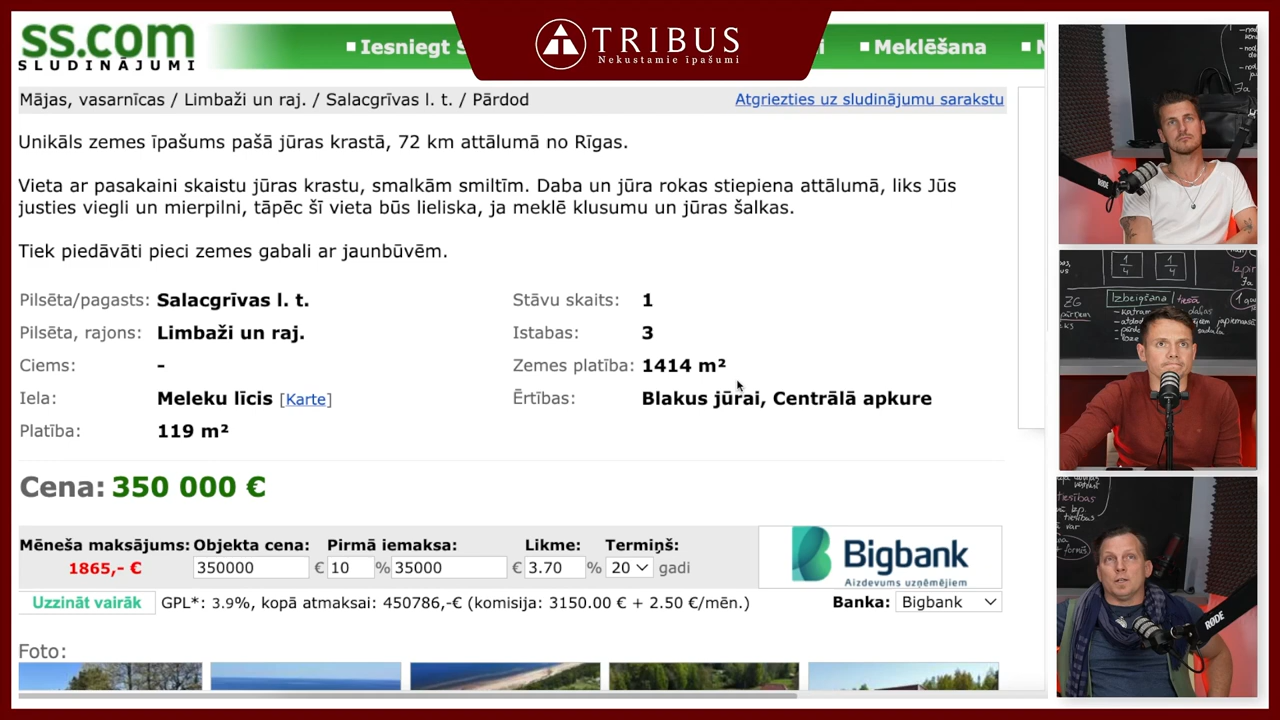 ss.com
SLUDINĀJUMI
Iesniegt S
TRIBUS
Nekustamie īpašumi
i
Meklēšana
Mājas, vasarnīcas / Limbaži un raj. / Salacgrīvas l. t. / Pārdod
Atgriezties uz sludinājumu sarakstu
Unikāls zemes īpašums pašā jūras krastā, 72 km attālumā no Rīgas.
Vieta ar pasakaini skaistu jūras krastu, smalkām smiltīm. Daba un jūra rokas stiepiena attālumā, liks Jūs
justies viegli un mierpilni, tāpēc šī vieta būs lieliska, ja meklē klusumu un jūras šalkas.
Tiek piedāvāti pieci zemes gabali ar jaunbūvēm.
Pilsēta/pagasts: Salacgrīvas l. t.
Stāvu skaits: 1
Pilsēta, rajons: Limbaži un raj.
Istabas: 3
Ciems: -
Zemes platība: 1414 m²
Iela: Meleku līcis [Karte]
Ērtības: Blakus jūrai, Centrālā apkure
Platība: 119 m²
Cena: 350 000 €
Mēneša maksājums: Objekta cena: Pirmā iemaksa: Likme: Termiņš:
1865,- € 350000 € 10 % 35000 € 3.70 % 20 gadi
Bigbank
Aizdevums uzņēmējiem
Uzzināt vairāk GPL*: 3.9%, kopā atmaksai: 450786,-€ (komisija: 3150.00 € + 2.50 €/mēn.)
Banka: Bigbank
Foto:
RØDE
1/4 1/4
ZG
Izbeigšana
RØDE